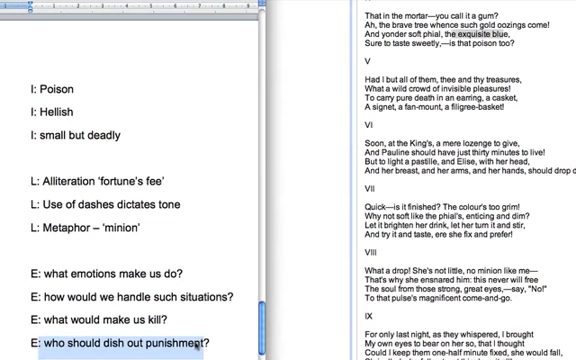 I: Poison
I: Hellish
I: small but deadly
L: Alliteration 'fortune's fee'
L: Use of dashes dictates tone
L: Metaphor – 'minion'
E: what emotions make us do?
E: how would we handle such situations?
E: what would make us kill?
E: who should dish out punishment?
That in the mortar—you call it a gum?
Ah, the brave tree whence such gold oozings come!
And yonder soft phial, the exquisite blue,
Sure to taste sweetly,—is that poison too?
V
Had I but all of them, thee and thy treasures,
What a wild crowd of invisible pleasures!
To carry pure death in an earring, a casket,
A signet, a fan-mount, a filigree-basket!
VI
Soon, at the King's, a mere lozenge to give,
And Pauline should have just thirty minutes to live!
But to light a pastille, and Elise, with her head,
And her breast, and her arms, and her hands, should drop
VII
Quick—is it finished? The colour's too grim!
Why not soft like the phial's, enticing and dim?
Let it brighten her drink, let her turn it and stir,
And try it and taste, ere she fix and prefer!
VIII
What a drop! She's not little, no minion like me—
That's why she ensnared him: this never will free
The soul from those strong, great eyes,—say, "No!"
To that pulse's magnificent come-and-go.
IX
For only last night, as they whispered, I brought
My own eyes to bear on her so, that I thought
Could I keep them one-half minute fixed, she would fall,